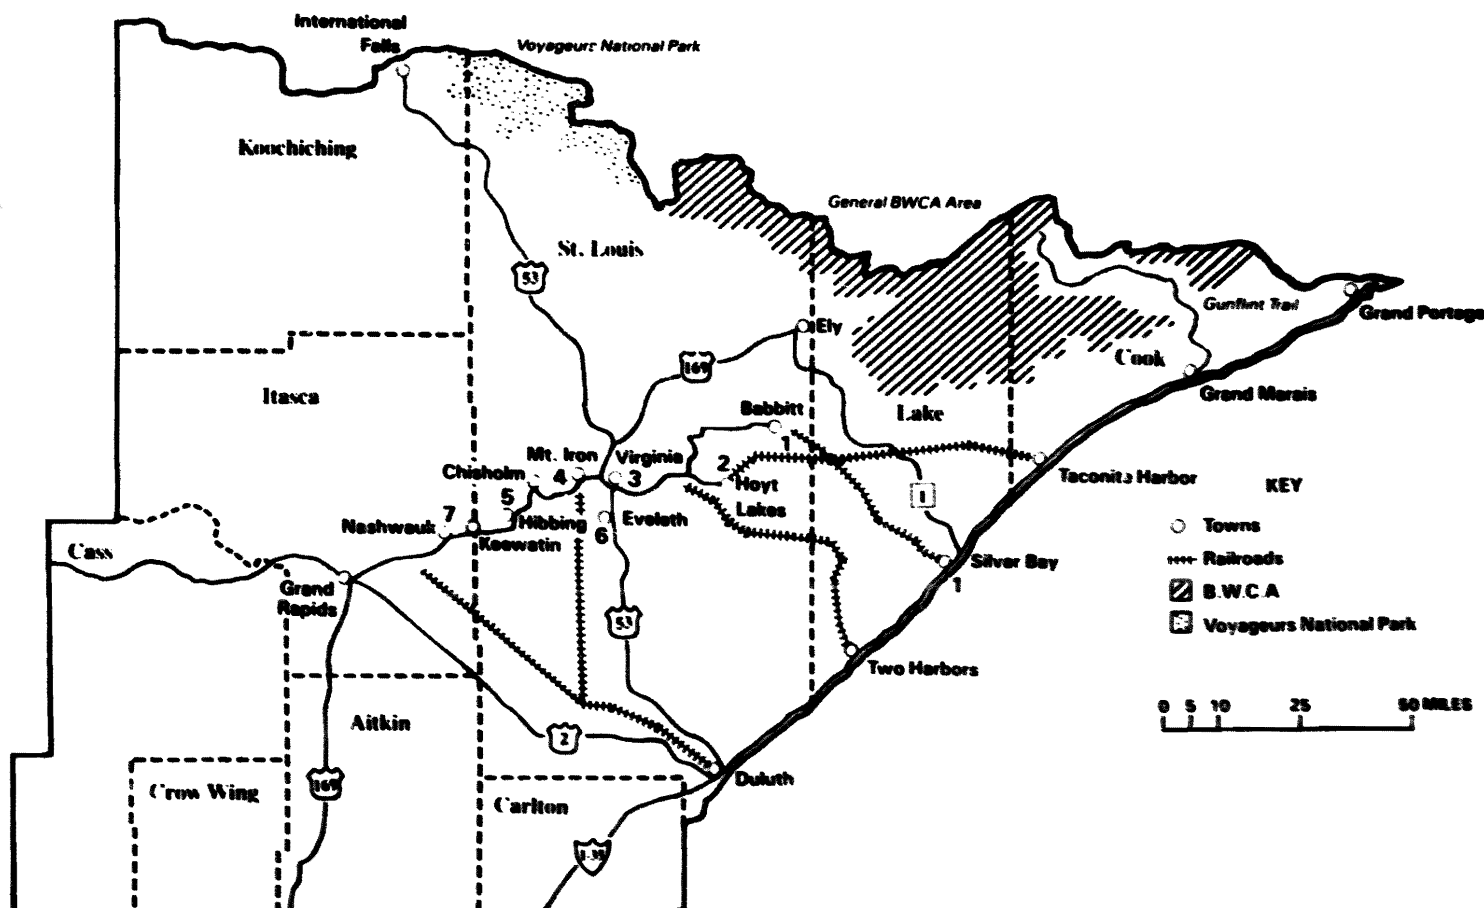 International
Falls
Voyageurs National Park
Koochiching
General BWCA Area
St. Louis
53
Gunflint Trail
Grand Portage
Ely
169
Cook
Itasca
Grand Marais
Babbitt
Lake
1
Mt. Iron
Virginia
Chisholm
4
3
2
Hoyt
Lakes
Taconite Harbor
KEY
5
1
7
Nashwauk
Hibbing
Eveleth
6
Keewatin
Towns
Cass
Silver Bay
Railroads
1
Grand
Rapids
B.W.C.A
53
Voyageurs National Park
Two Harbors
0 5 10 25 50 MILES
Aitkin
2
Duluth
169
Crow Wing
Carlton
I-35